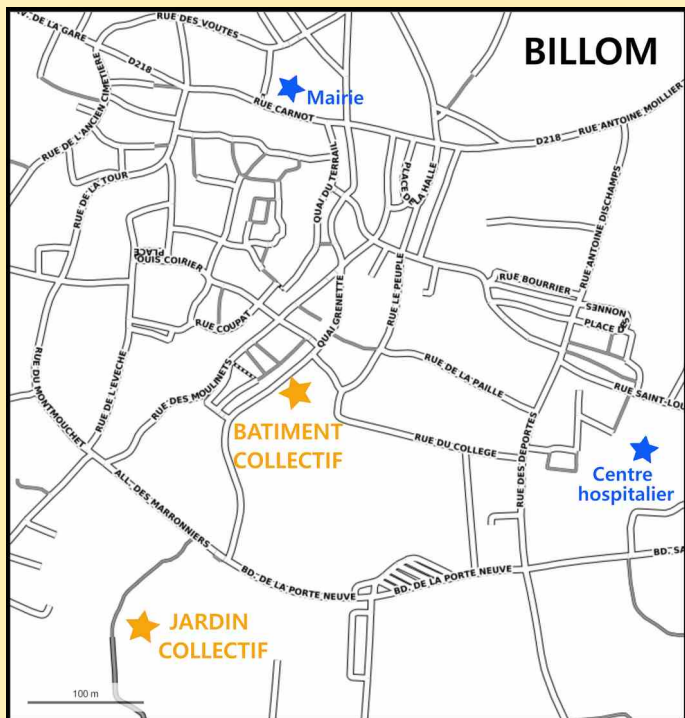 AV. DE LA GARE
RUE DES VOUTES
BILLOM
D218
Mairie
RUE CARNOT
RUE ANTOINE MOILLIER
D218
RUE DE L'ANCIEN CIMETIERE
RUE DE LA TOUR
QUAI DU TERRAIL
PLACE DE LA HALLE
RUE ANTOINE DISCHAMPS
PLACE
LOUIS COIRIER
RUE BOURRIER
RUE COUPAT
QUAI GRENETTE
RUE LE PEUPLE
PLACE DES
RUE DU MONTMOUCHET
RUE DE L'EVECHE
RUE DES MOULINETS
RUE DE LA PAILLE
RUE SAINT-LOU
BATIMENT
COLLECTIF
RUE DU COLLEGE
RUE DES DEPORTES
Centre
hospitalier
ALL. DES MARRONNIERS
BD. DE LA PORTE NEUVE
BD. DE LA PORTE NEUVE
BD. SA
JARDIN
COLLECTIF
100 m